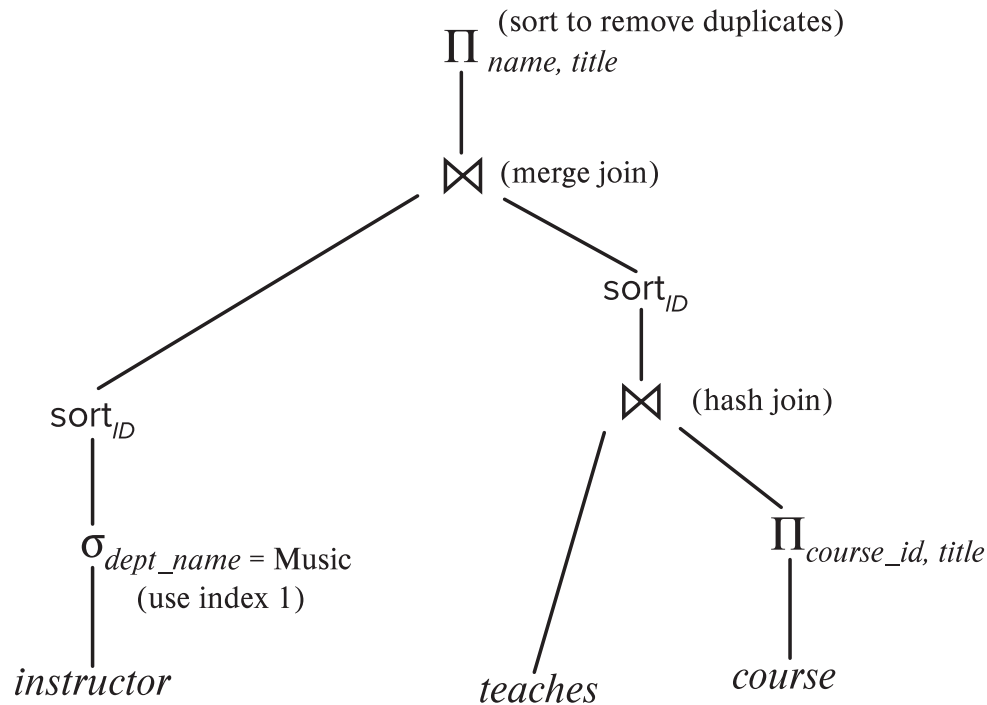 (sort to remove duplicates)
Π name, title
⋈ (merge join)
sort ID
sort ID
⋈ (hash join)
σ dept_name = Music
(use index 1)
Π course_id, title
instructor
teaches
course